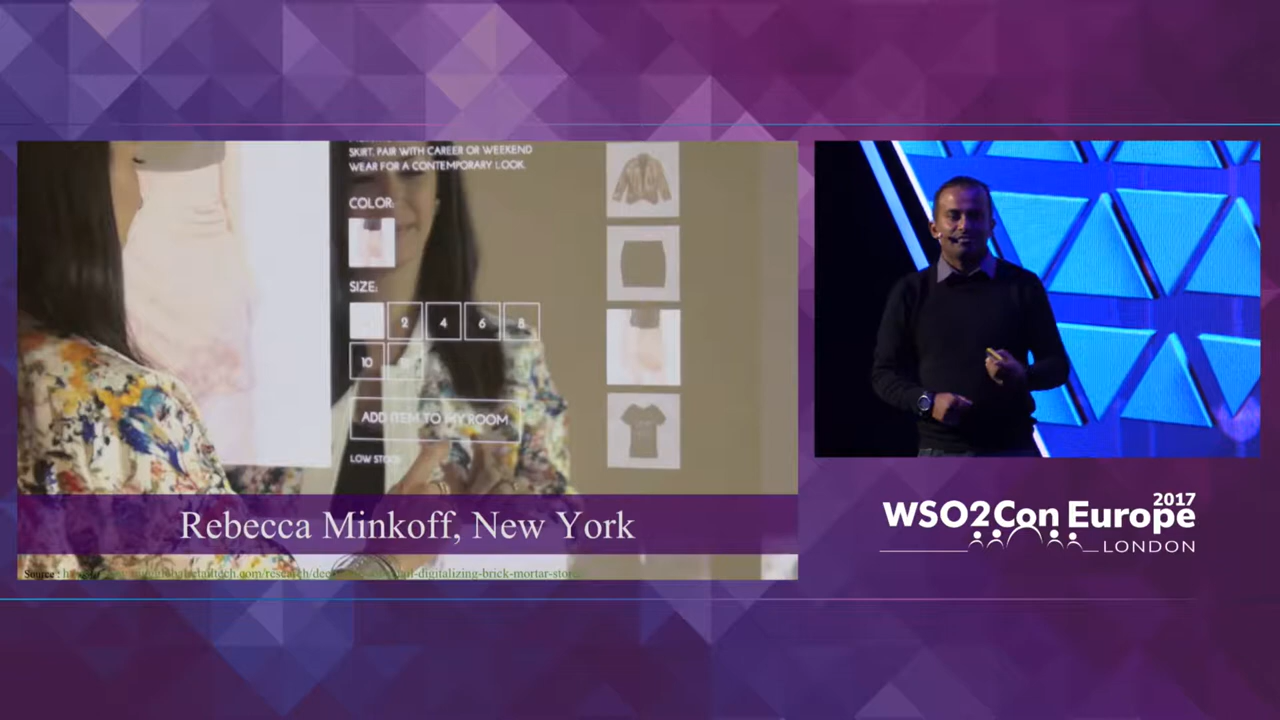 SKIRT. PAIR WITH CAREER OR WEEKEND
WEAR FOR A CONTEMPORARY LOOK.
COLOR:
SIZE:
2 4 6 8
10
ADD ITEM TO MY ROOM
LOW STOCK
Rebecca Minkoff, New York
Source :
WSO2Con Europe
2017
LONDON